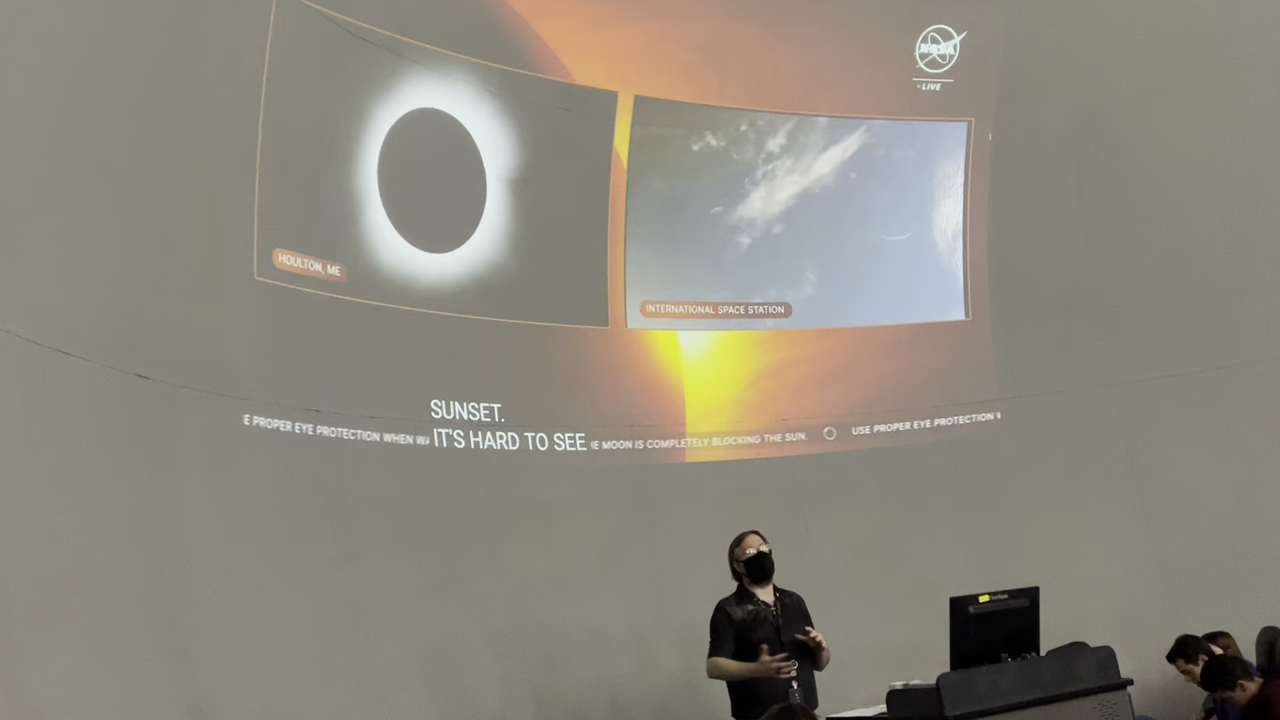 NASA
LIVE
HOULTON, ME
INTERNATIONAL SPACE STATION
SUNSET.
IT'S HARD TO SEE
E PROPER EYE PROTECTION WHEN
E MOON IS COMPLETELY BLOCKING THE SUN.
USE PROPER EYE PROTECTION